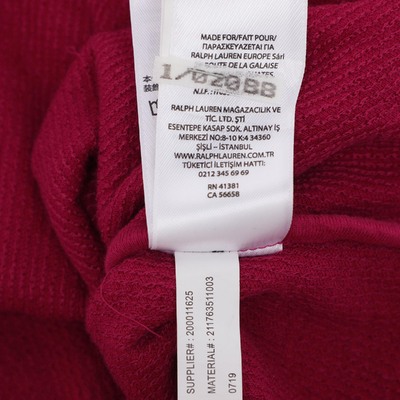 MADE FOR/FAIT POUR/
ΠΑΡΑΣΚΕΥΑΖΕΤΑΙ ΓΙΑ
RALPH LAUREN EUROPE Sàrl
ROUTE DE LA GALAISE
1/02088
N.I.F.
RALPH LAUREN MAGAZACILIK VE
TİC. LTD. ŞTİ
ESENTEPE KASAP SOK. ALTINAY İŞ
MERKEZİ NO:8-10 K:4 34360
ŞİŞLİ – İSTANBUL
WWW.RALPHLAUREN.COM.TR
TÜKETİCİ İLETİŞİM HATTI:
0212 345 69 69
RN 41381
CA 56658
SUPPLIER# : 200011625
MATERIAL# : 211763511003
0719